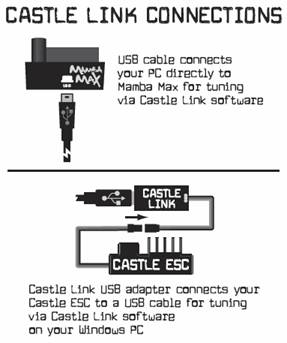 CASTLE LINK CONNECTIONS
USB cable connects
your PC directly to
Mamba Max for tuning
via Castle Link software
MAMBA
MAX
CASTLE
LINK
CASTLE ESC
Castle Link USB adapter connects your
Castle ESC to a USB cable for tuning
via Castle Link software
on your Windows PC